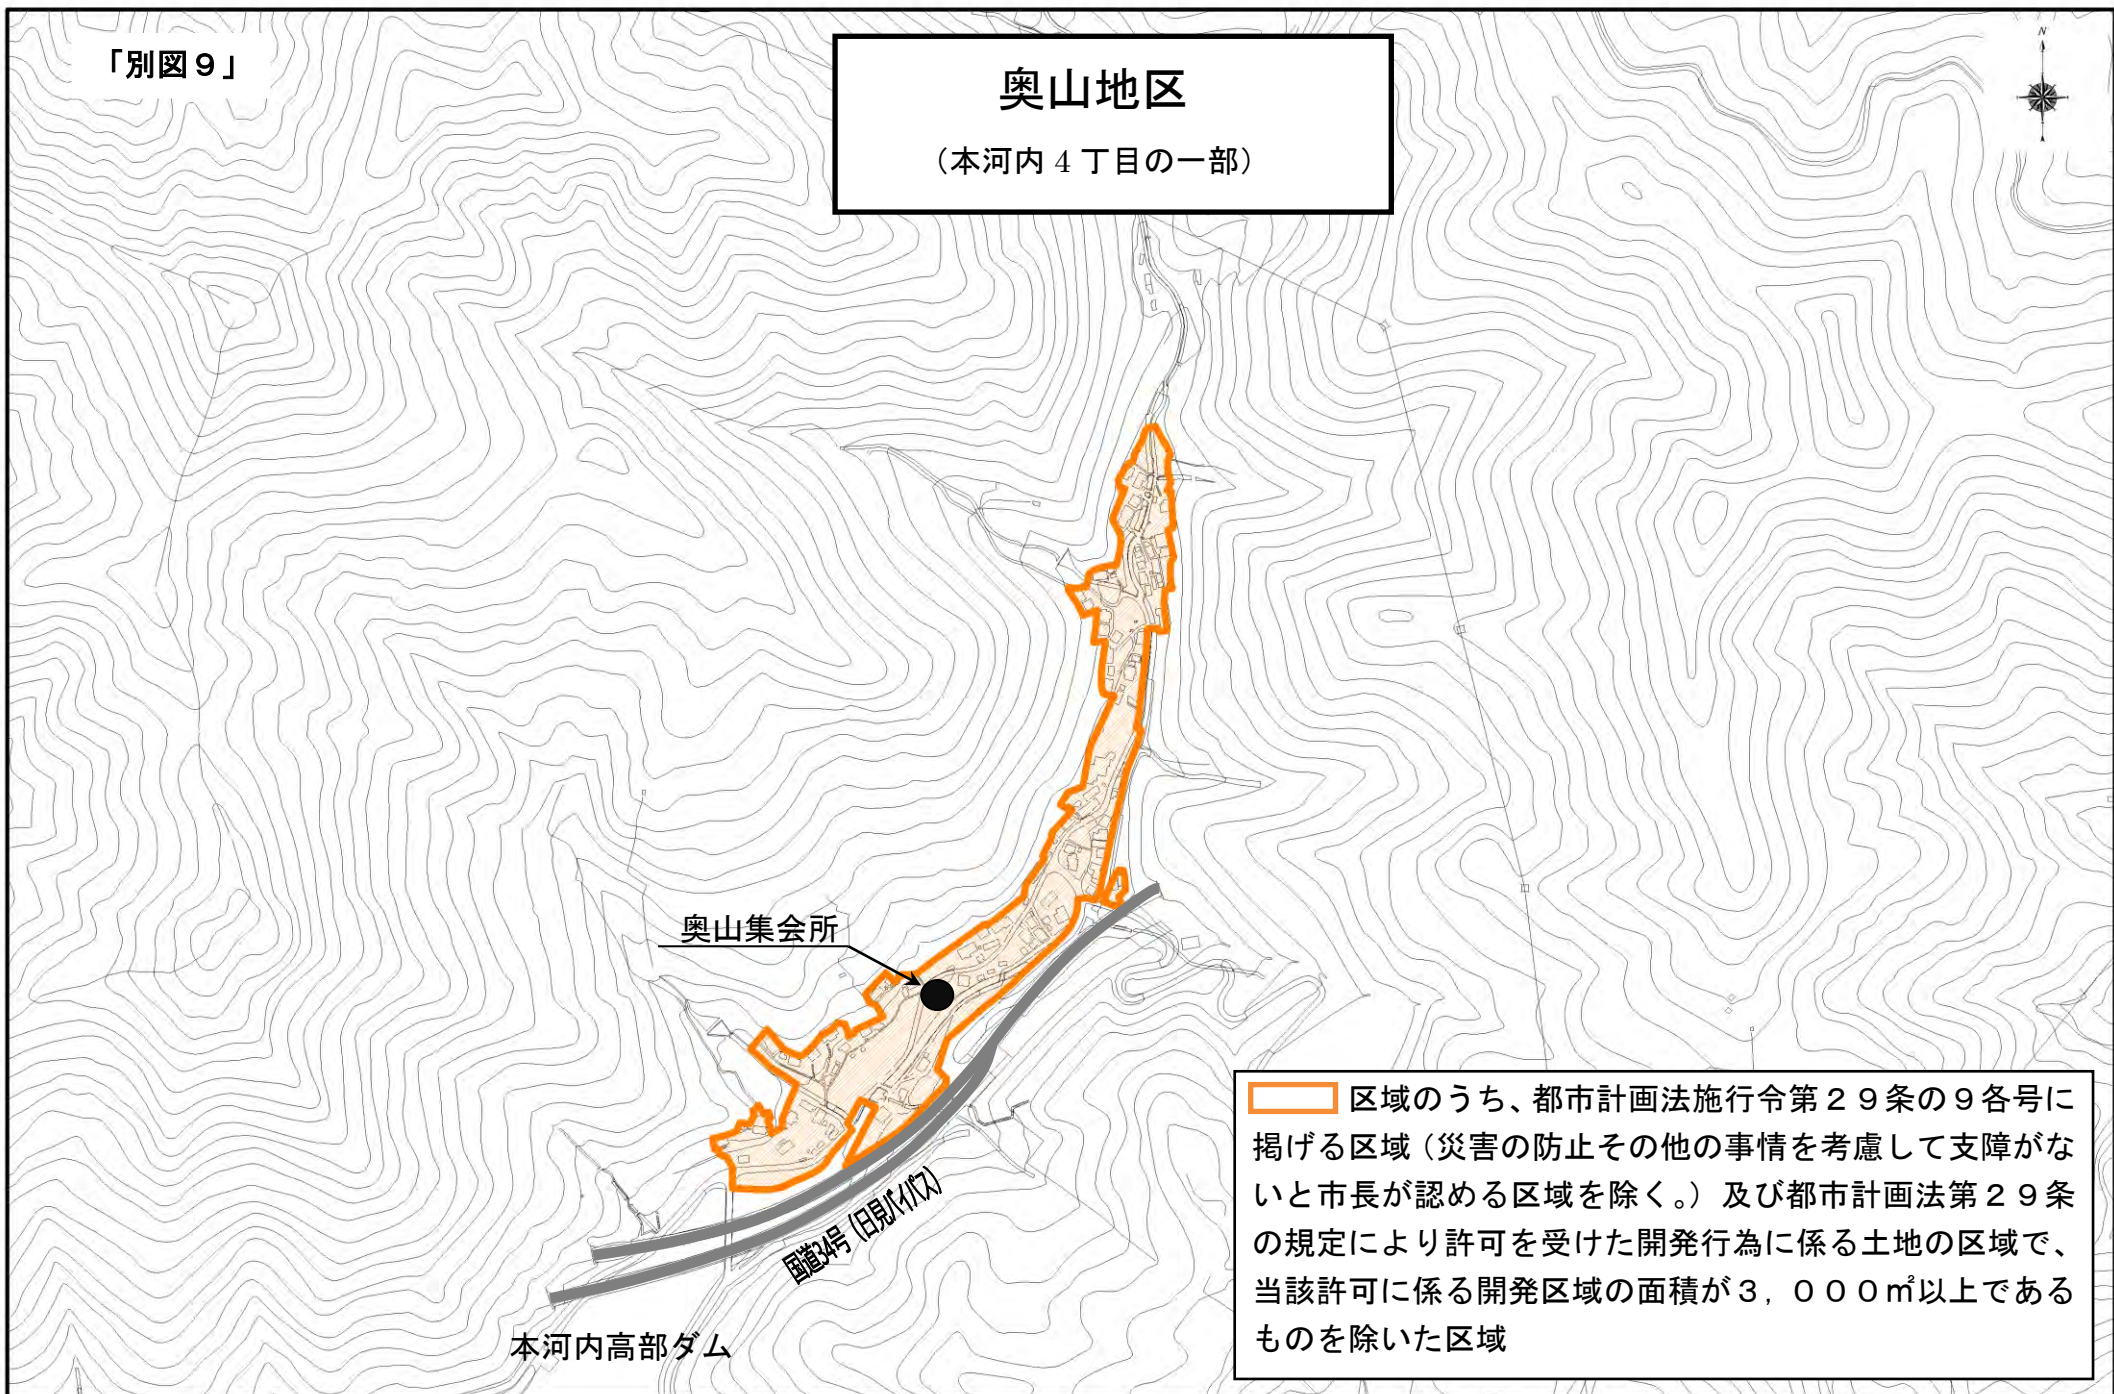 「別図９」
奥山地区
（本河内４丁目の一部）
N
奥山集会所
国道34号（日見バイパス）
本河内高部ダム
区域のうち、都市計画法施行令第２９条の９各号に
掲げる区域（災害の防止その他の事情を考慮して支障がな
いと市長が認める区域を除く。）及び都市計画法第２９条
の規定により許可を受けた開発行為に係る土地の区域で、
当該許可に係る開発区域の面積が３，０００㎡以上である
ものを除いた区域